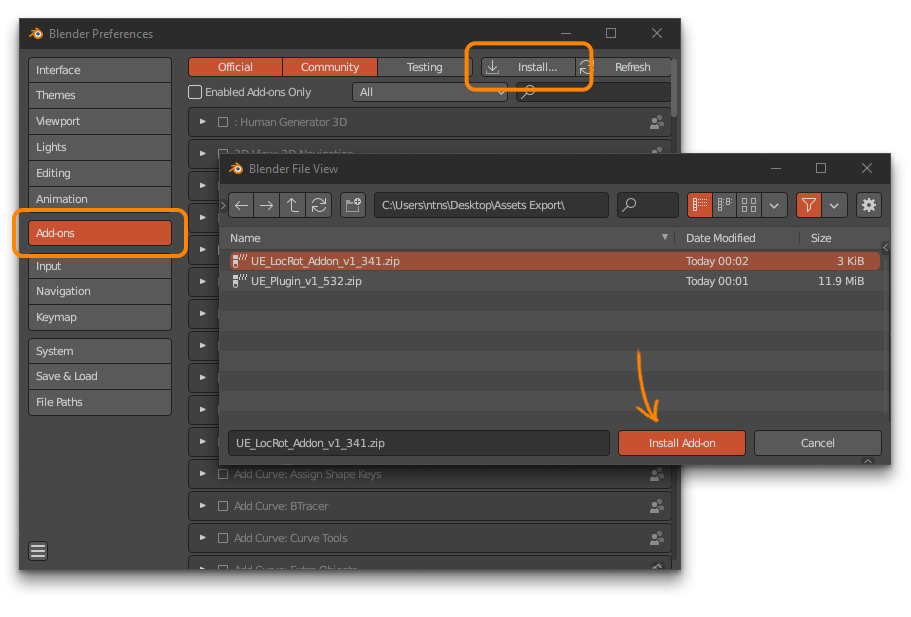 Blender Preferences
Interface
Themes
Viewport
Lights
Editing
Animation
Add-ons
Input
Navigation
Keymap
System
Save & Load
File Paths
Official Community Testing Install... Refresh
Enabled Add-ons Only All
: Human Generator 3D
3D View: 3D Navigation
Blender File View
C:\Users\ntns\Desktop\Assets Export\
Name Date Modified Size
UE_LocRot_Addon_v1_341.zip Today 00:02 3 KiB
UE_Plugin_v1_532.zip Today 00:01 11.9 MiB
UE_LocRot_Addon_v1_341.zip Install Add-on Cancel
Add Curve: Assign Shape Keys
Add Curve: BTracer
Add Curve: Curve Tools
Add Curve: Extra Objects